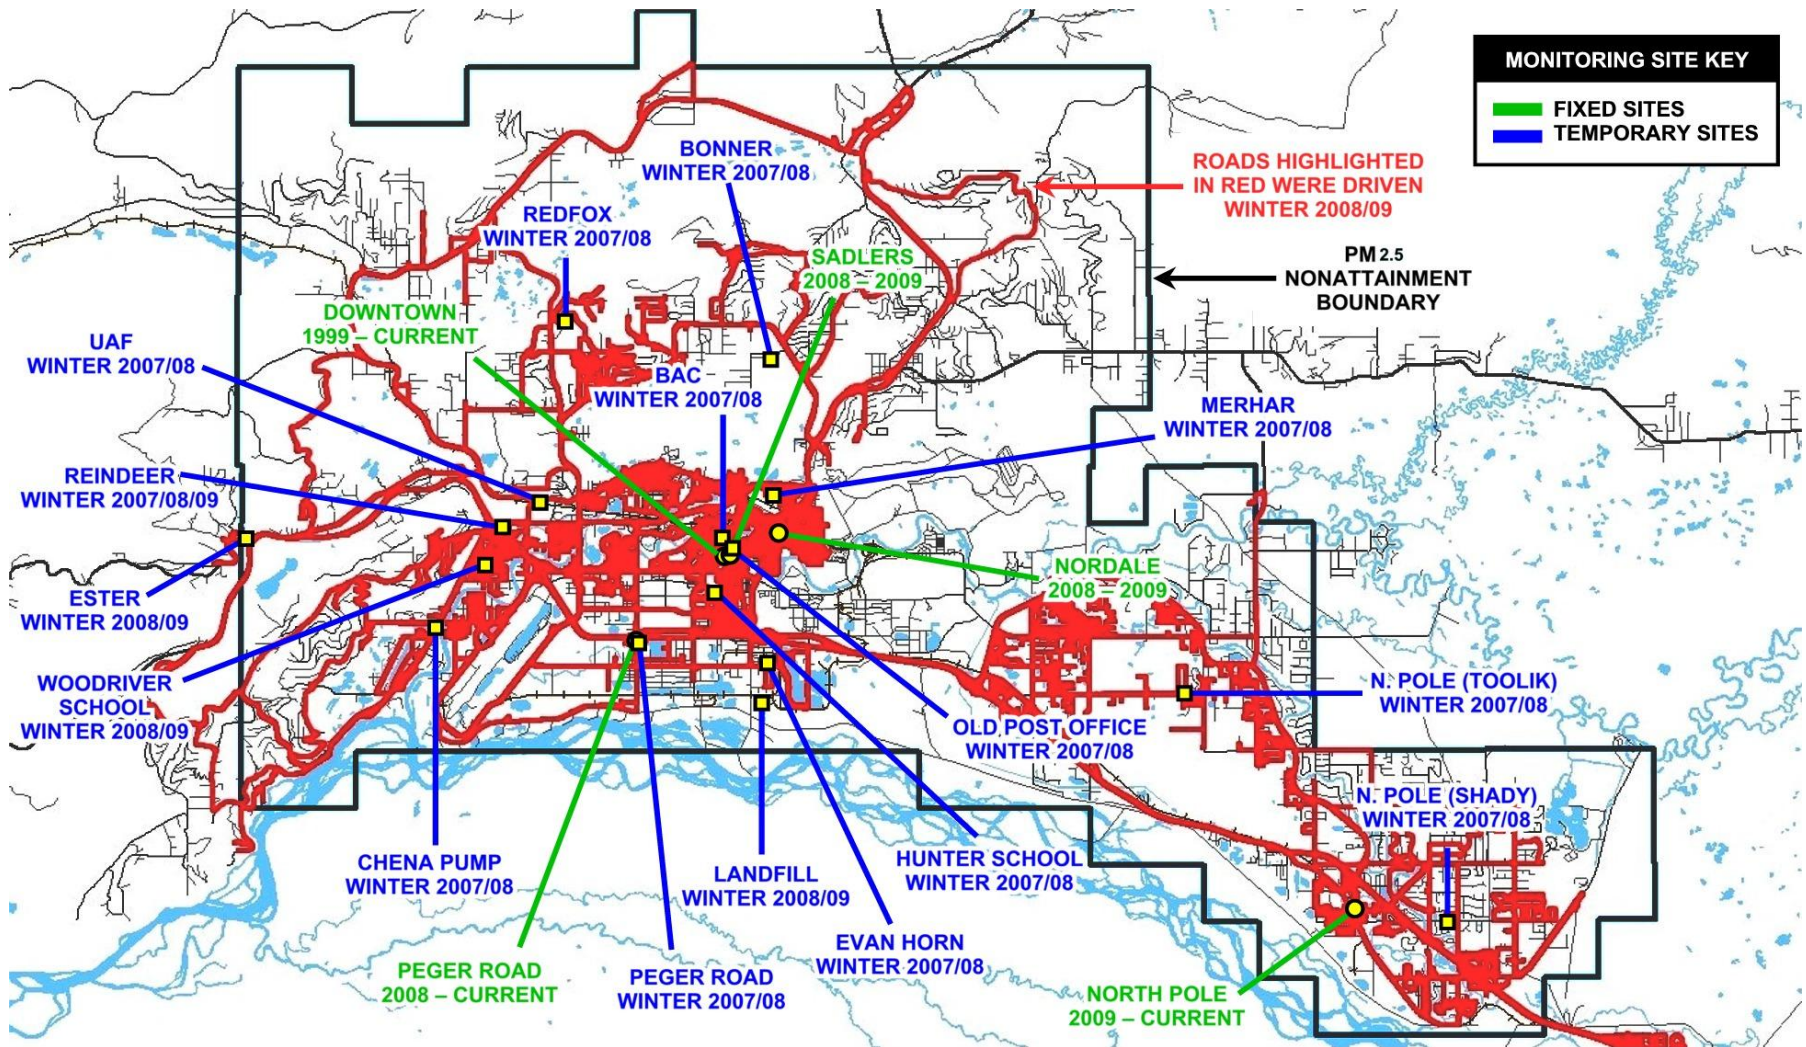 MONITORING SITE KEY
FIXED SITES
TEMPORARY SITES
BONNER
WINTER 2007/08
ROADS HIGHLIGHTED
IN RED WERE DRIVEN
WINTER 2008/09
REDFOX
WINTER 2007/08
SADLERS
2008 – 2009
PM 2.5
NONATTAINMENT
BOUNDARY
DOWNTOWN
1999 – CURRENT
UAF
WINTER 2007/08
BAC
WINTER 2007/08
MERHAR
WINTER 2007/08
REINDEER
WINTER 2007/08/09
NORDALE
2008 – 2009
ESTER
WINTER 2008/09
WOODRIVER
SCHOOL
WINTER 2008/09
N. POLE (TOOLIK)
WINTER 2007/08
OLD POST OFFICE
WINTER 2007/08
N. POLE (SHADY)
WINTER 2007/08
CHENA PUMP
WINTER 2007/08
LANDFILL
WINTER 2008/09
HUNTER SCHOOL
WINTER 2007/08
EVAN HORN
WINTER 2007/08
PEGER ROAD
2008 – CURRENT
PEGER ROAD
WINTER 2007/08
NORTH POLE
2009 – CURRENT